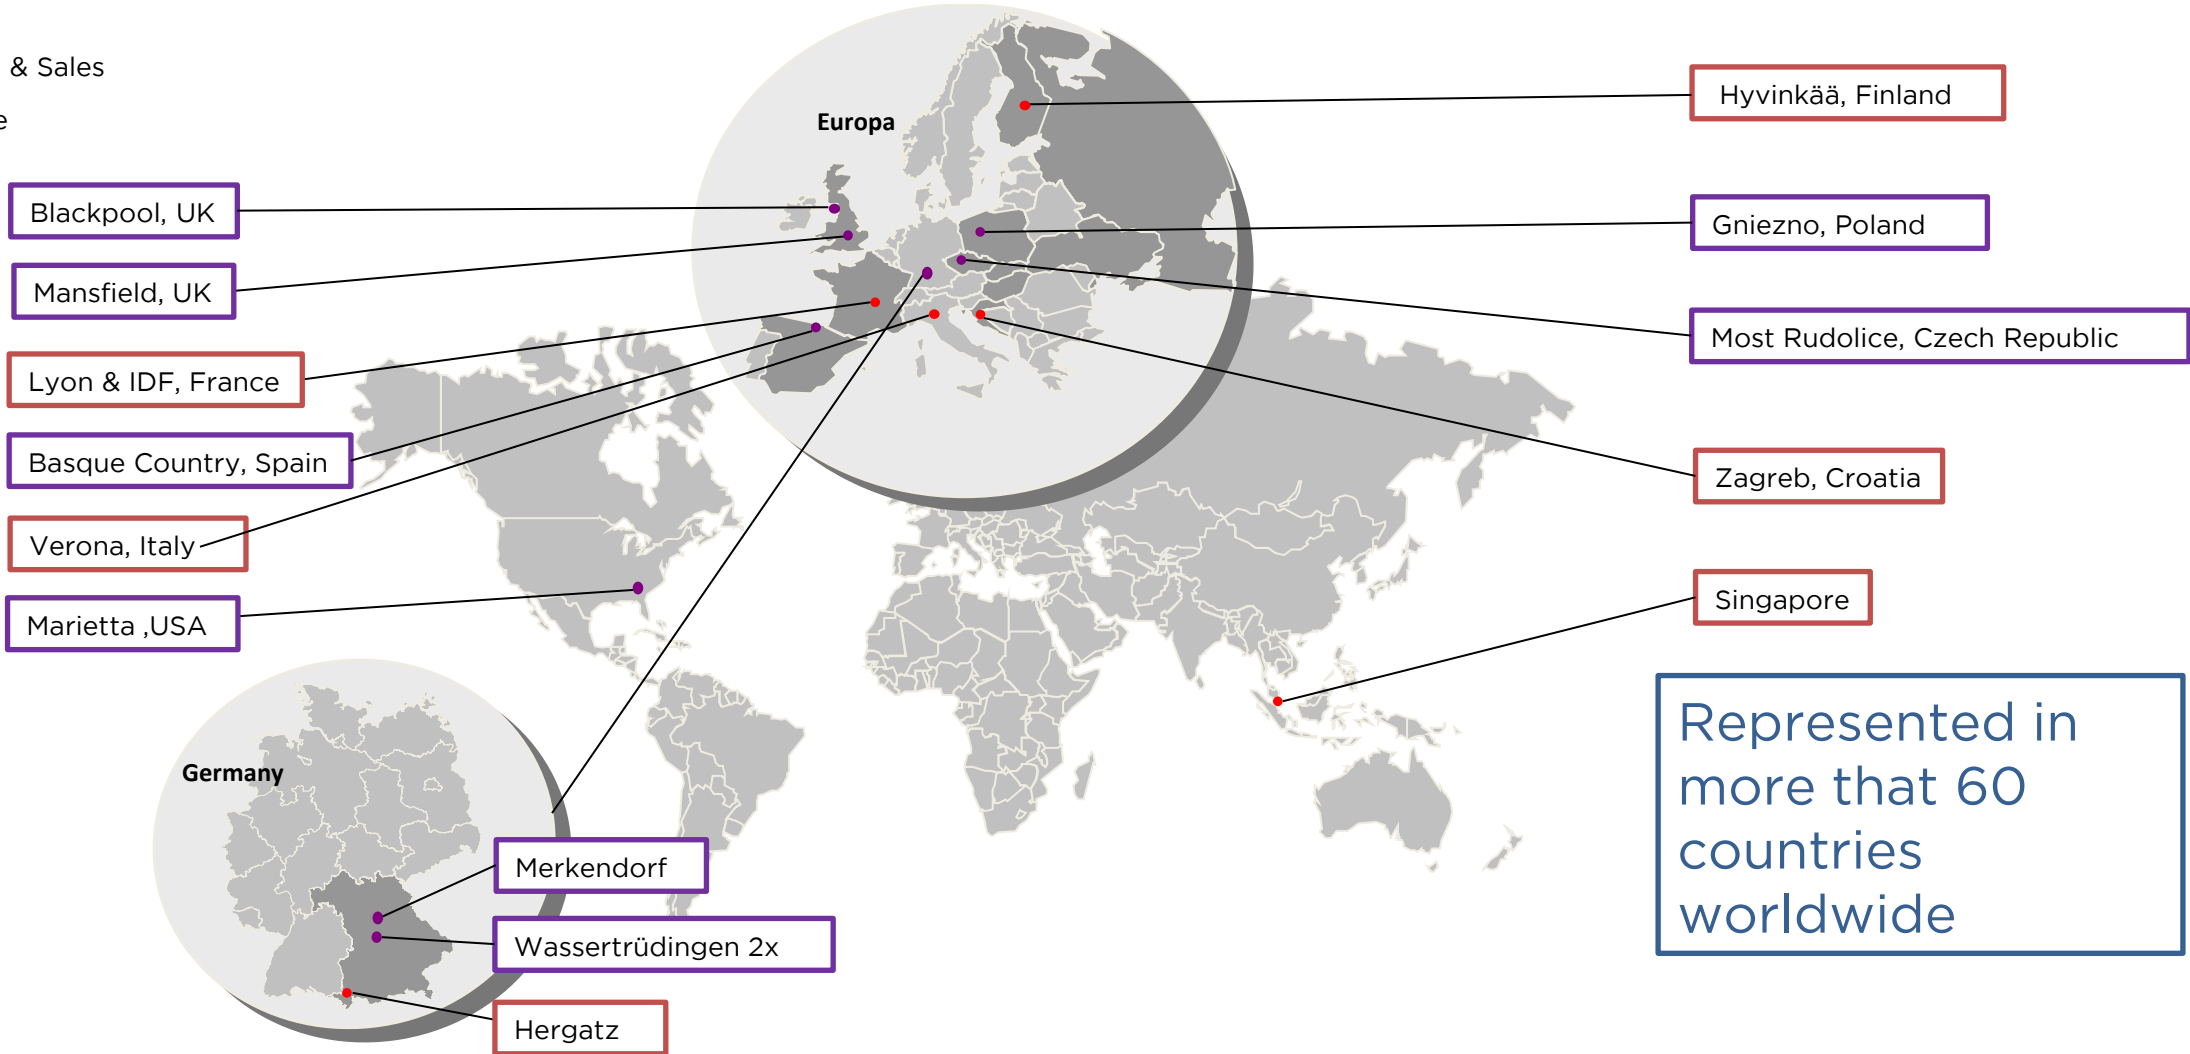 & Sales
e
Europa
Hyvinkää, Finland
Blackpool, UK
Gniezno, Poland
Mansfield, UK
Most Rudolice, Czech Republic
Lyon & IDF, France
Basque Country, Spain
Zagreb, Croatia
Verona, Italy
Marietta ,USA
Singapore
Represented in
more that 60
countries
worldwide
Germany
Merkendorf
Wassertrüdingen 2x
Hergatz